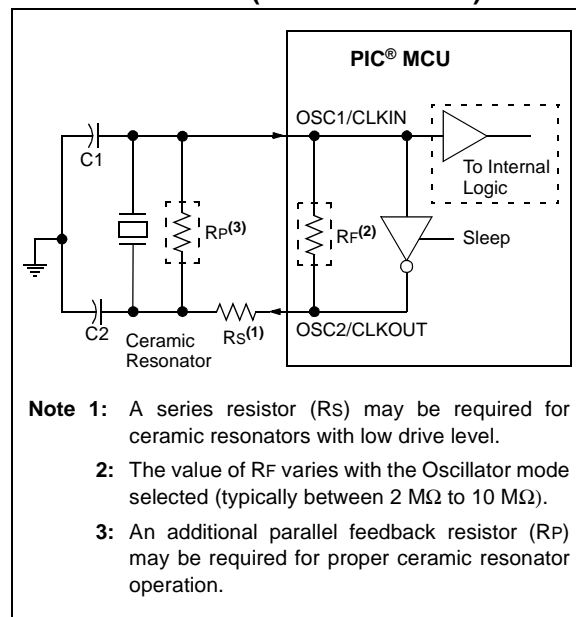 PIC® MCU
OSC1/CLKIN
C1
To Internal
Logic
RP(3)
RF(2)
Sleep
C2
Ceramic
Resonator
RS(1)
OSC2/CLKOUT
Note 1: A series resistor (RS) may be required for
ceramic resonators with low drive level.
2: The value of RF varies with the Oscillator mode
selected (typically between 2 MΩ to 10 MΩ).
3: An additional parallel feedback resistor (RP)
may be required for proper ceramic resonator
operation.